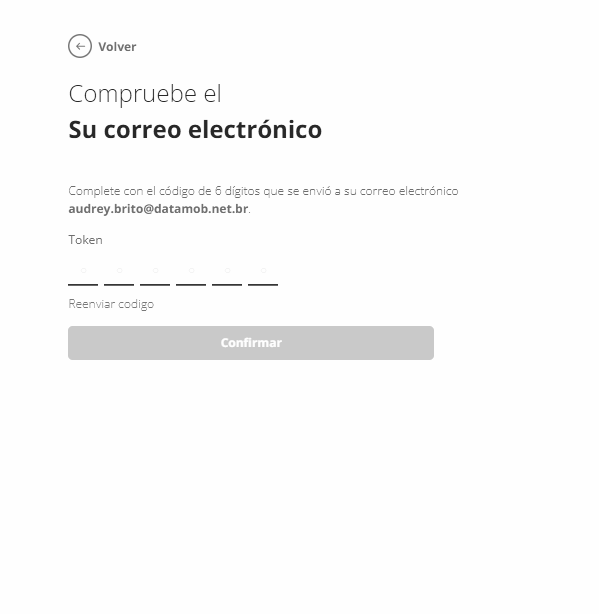 Volver
Compruebe el
Su correo electrónico
Complete con el código de 6 dígitos que se envió a su correo electrónico
audrey.brito@datamob.net.br.
Token
Reenviar codigo
Confirmar